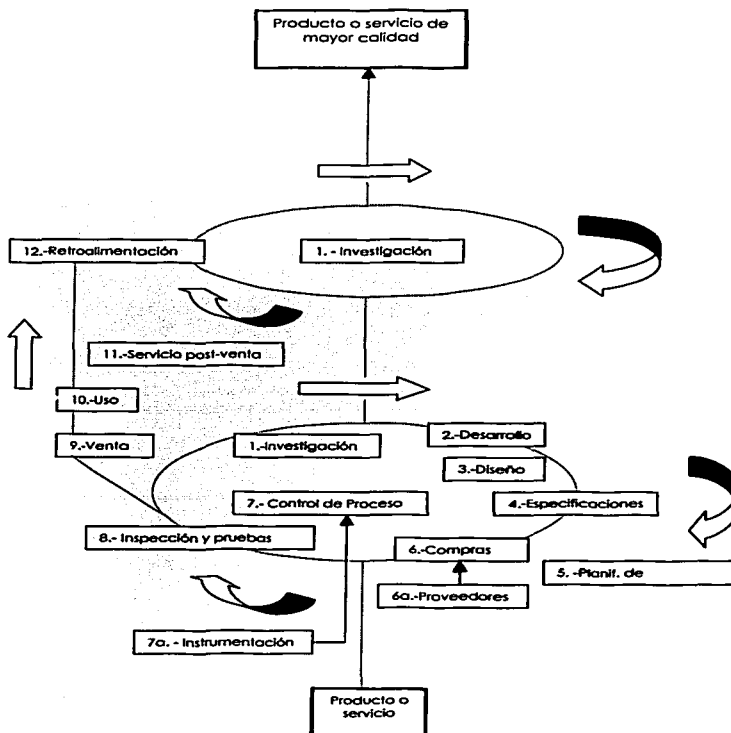 Producto o servicio de
mayor calidad
12.-Retroalimentación
1. - Investigación
11.-Servicio post-venta
10.-Uso
9.-Venta
1.-Investigación
2.-Desarrollo
3.-Diseño
7.- Control de Proceso
4.-Especificaciones
8.- Inspección y pruebas
6.-Compras
5. -Planif. de
6a.-Proveedores
7a. - Instrumentación
Producto o
servicio